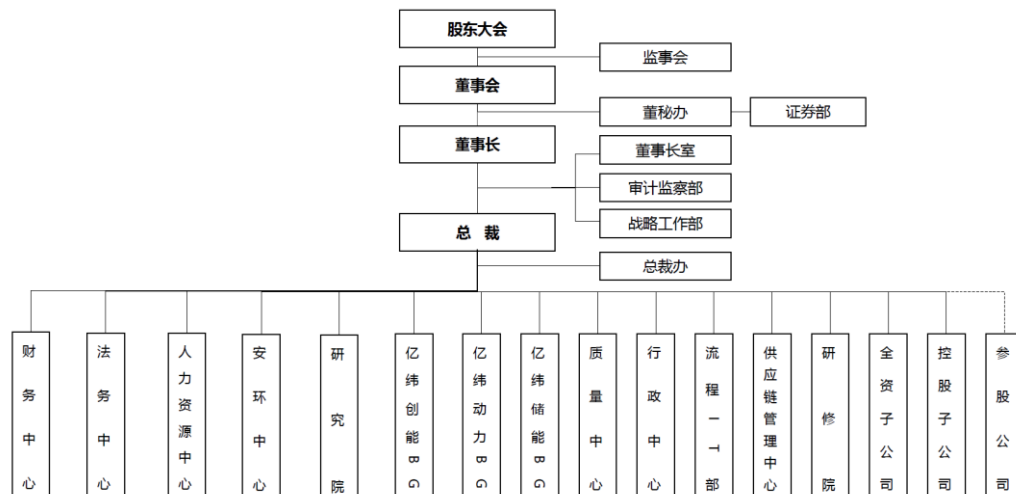 股东大会
监事会
董事会
董秘办
证券部
董事长
董事长室
审计监察部
战略工作部
总 裁
总裁办
财务中心
法务中心
人力资源中心
安环中心
研究院
亿纬创能BG
亿纬动力BG
亿纬储能BG
质量中心
行政中心
流程IT部
供应链管理中心
研修院
全资子公司
控股子公司
参股公司